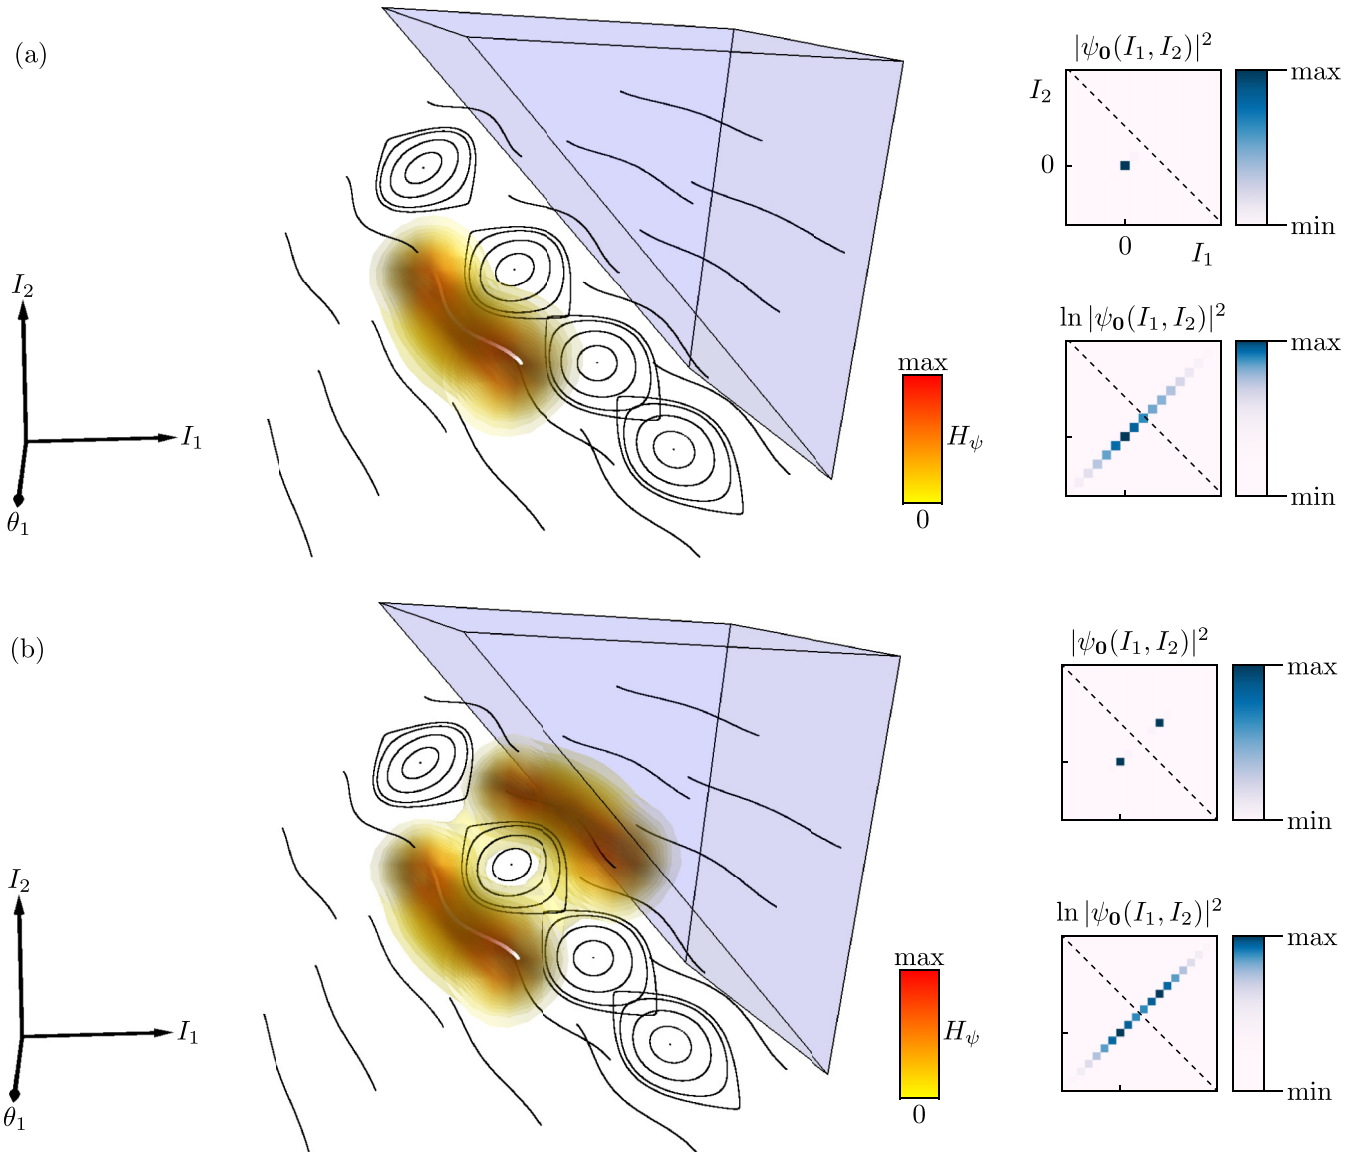 (a)
|ψ₀(I₁, I₂)|²
max
I₂
0
min
0
I₁
I₂
ln |ψ₀(I₁, I₂)|²
max
max
I₁
H_ψ
min
0
θ₁
(b)
|ψ₀(I₁, I₂)|²
max
min
I₂
ln |ψ₀(I₁, I₂)|²
max
max
I₁
H_ψ
min
0
θ₁